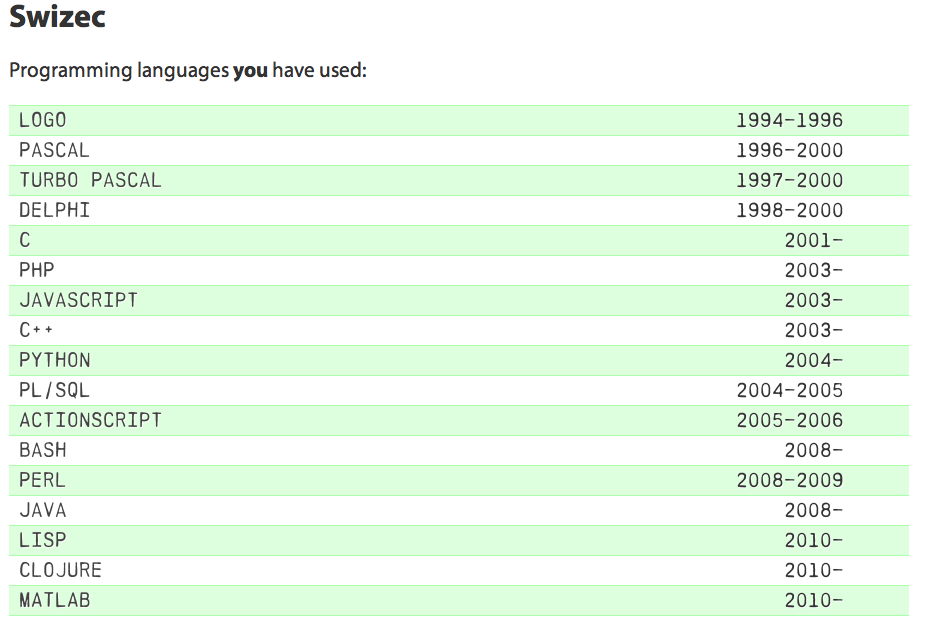 Swizec
Programming languages you have used:
LOGO 1994-1996
PASCAL 1996-2000
TURBO PASCAL 1997-2000
DELPHI 1998-2000
C 2001-
PHP 2003-
JAVASCRIPT 2003-
C++ 2003-
PYTHON 2004-
PL/SQL 2004-2005
ACTIONSCRIPT 2005-2006
BASH 2008-
PERL 2008-2009
JAVA 2008-
LISP 2010-
CLOJURE 2010-
MATLAB 2010-